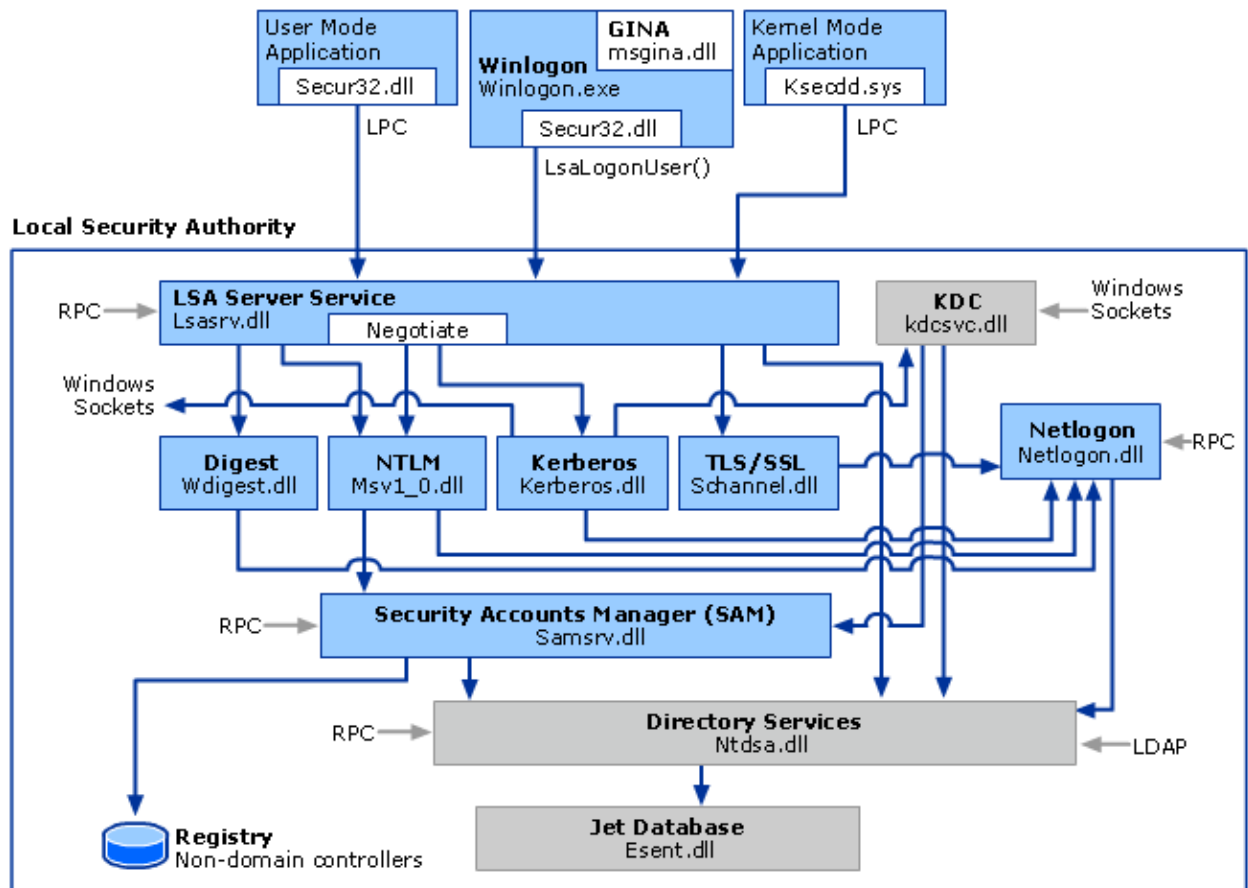 User Mode
Application
Secur32.dll
LPC
GINA
msgina.dll
Winlogon
Winlogon.exe
Secur32.dll
LsaLogonUser()
Kernel Mode
Application
Ksecdd.sys
LPC
Local Security Authority
RPC
LSA Server Service
Lsasrv.dll
Negotiate
KDC
kdcsvc.dll
Windows
Sockets
Windows
Sockets
Digest
Wdigest.dll
NTLM
Msv1_0.dll
Kerberos
Kerberos.dll
TLS/SSL
Schannel.dll
Netlogon
Netlogon.dll
RPC
RPC
Security Accounts Manager (SAM)
Samsrv.dll
RPC
Directory Services
Ntdsa.dll
LDAP
Registry
Non-domain controllers
Jet Database
Esent.dll